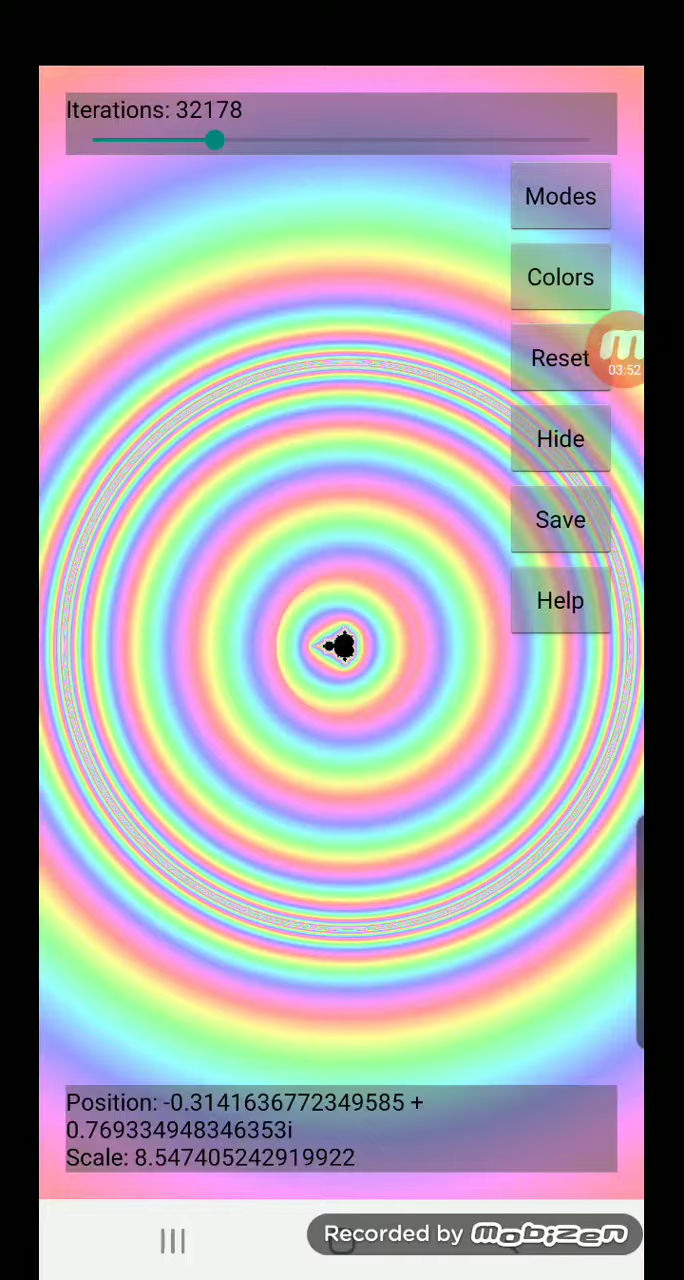 Iterations: 32178
Modes
Colors
Reset
03:52
Hide
Save
Help
Position: -0.3141636772349585 +
0.769334948346353i
Scale: 8.547405242919922
Recorded by mobizen